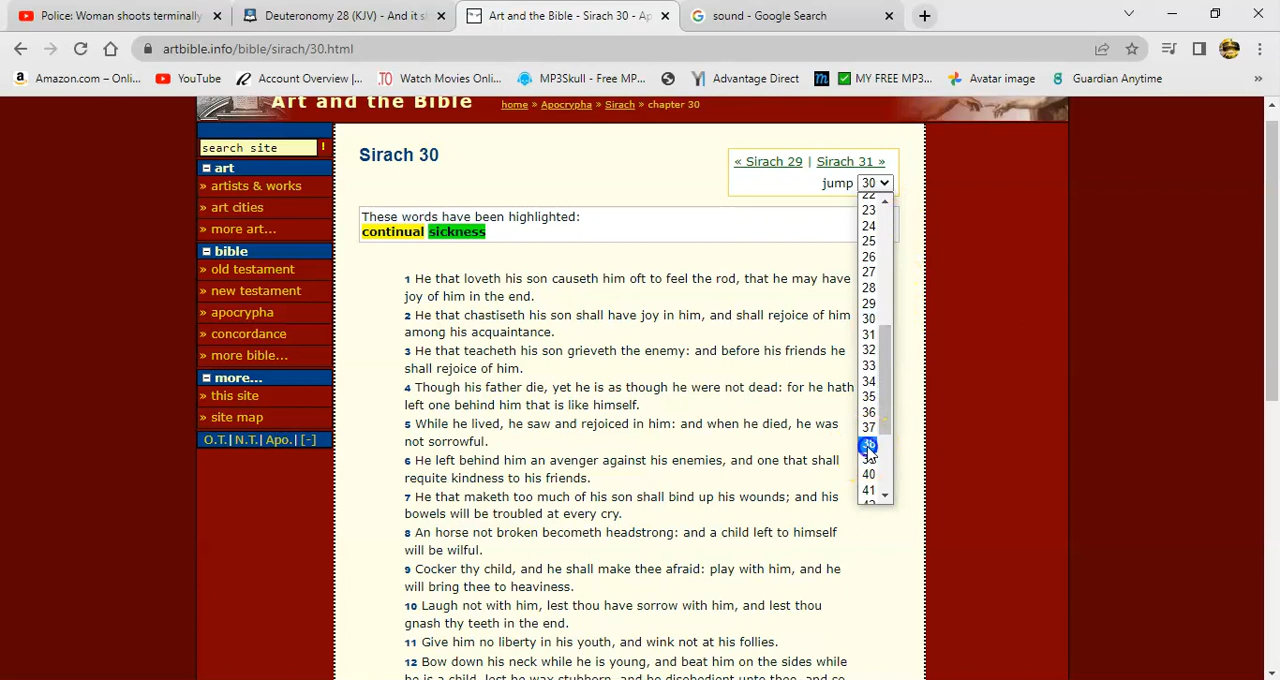 Police: Woman shoots terminally
Deuteronomy 28 (KJV) - And it s
Art and the Bible - Sirach 30 - Ap
sound - Google Search
artbible.info/bible/sirach/30.html
Amazon.com – Onli...
YouTube
Account Overview |...
Watch Movies Onli...
MP3Skull - Free MP...
Advantage Direct
MY FREE MP3...
Avatar image
Guardian Anytime
Art and the Bible
home » Apocrypha » Sirach » chapter 30
search site !
art
» artists & works
» art cities
» more art...
bible
» old testament
» new testament
» apocrypha
» concordance
» more bible...
more...
» this site
» site map
O.T.|N.T.|Apo.|[-]
Sirach 30
« Sirach 29 | Sirach 31 »
jump 30
22
23
24
25
26
27
28
29
30
31
32
33
34
35
36
37
40
41
These words have been highlighted:
continual sickness
1 He that loveth his son causeth him oft to feel the rod, that he may have
joy of him in the end.
2 He that chastiseth his son shall have joy in him, and shall rejoice of him
among his acquaintance.
3 He that teacheth his son grieveth the enemy: and before his friends he
shall rejoice of him.
4 Though his father die, yet he is as though he were not dead: for he hath
left one behind him that is like himself.
5 While he lived, he saw and rejoiced in him: and when he died, he was
not sorrowful.
6 He left behind him an avenger against his enemies, and one that shall
requite kindness to his friends.
7 He that maketh too much of his son shall bind up his wounds; and his
bowels will be troubled at every cry.
8 An horse not broken becometh headstrong: and a child left to himself
will be wilful.
9 Cocker thy child, and he shall make thee afraid: play with him, and he
will bring thee to heaviness.
10 Laugh not with him, lest thou have sorrow with him, and lest thou
gnash thy teeth in the end.
11 Give him no liberty in his youth, and wink not at his follies.
12 Bow down his neck while he is young, and beat him on the sides while
he is a child, lest he wax stubborn, and be disobedient unto thee, and so